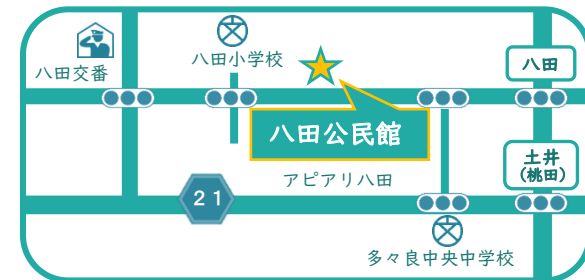 八田交番
八田小学校
八田
八田公民館
土井
(桃田)
アピアリ八田
21
多々良中央中学校